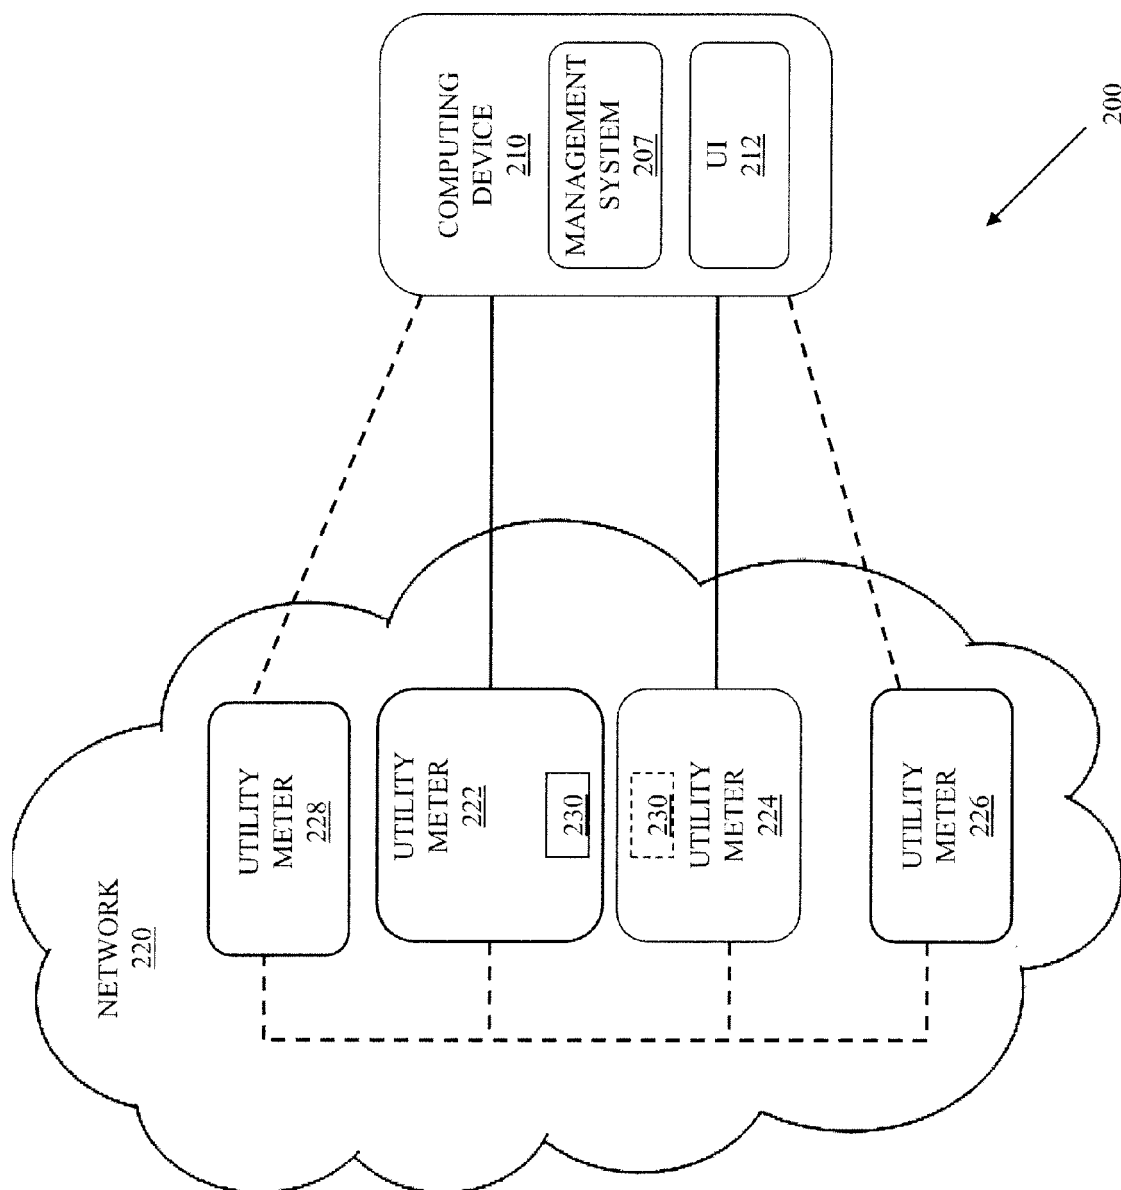 NETWORK
220
UTILITY
METER
228
UTILITY
METER
222
230
230
UTILITY
METER
224
UTILITY
METER
226
COMPUTING
DEVICE
210
MANAGEMENT
SYSTEM
207
UI
212
200